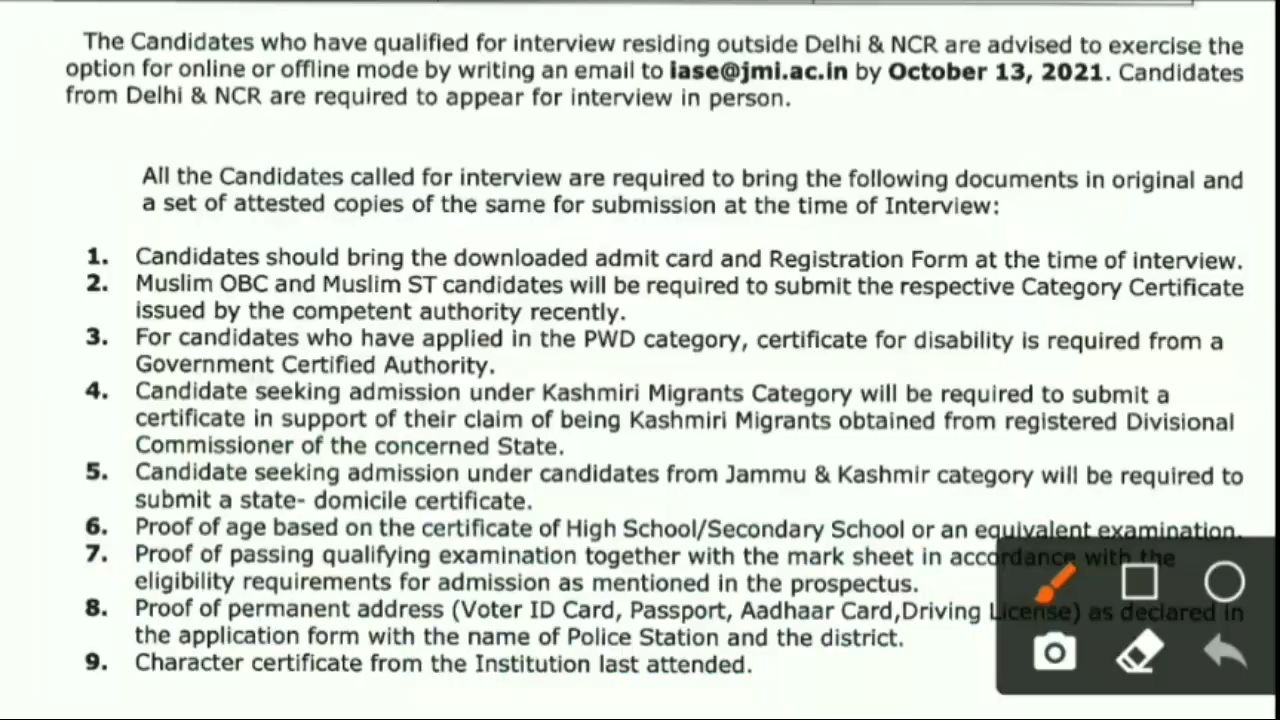 The Candidates who have qualified for interview residing outside Delhi & NCR are advised to exercise the
option for online or offline mode by writing an email to iase@jmi.ac.in by October 13, 2021. Candidates
from Delhi & NCR are required to appear for interview in person.
All the Candidates called for interview are required to bring the following documents in original and
a set of attested copies of the same for submission at the time of Interview:
1. Candidates should bring the downloaded admit card and Registration Form at the time of interview.
2. Muslim OBC and Muslim ST candidates will be required to submit the respective Category Certificate
issued by the competent authority recently.
3. For candidates who have applied in the PWD category, certificate for disability is required from a
Government Certified Authority.
4. Candidate seeking admission under Kashmiri Migrants Category will be required to submit a
certificate in support of their claim of being Kashmiri Migrants obtained from registered Divisional
Commissioner of the concerned State.
5. Candidate seeking admission under candidates from Jammu & Kashmir category will be required to
submit a state- domicile certificate.
6. Proof of age based on the certificate of High School/Secondary School or an equivalent examination.
7. Proof of passing qualifying examination together with the mark sheet in accordance with the
eligibility requirements for admission as mentioned in the prospectus.
8. Proof of permanent address (Voter ID Card, Passport, Aadhaar Card,Driving License) as declared in
the application form with the name of Police Station and the district.
9. Character certificate from the Institution last attended.